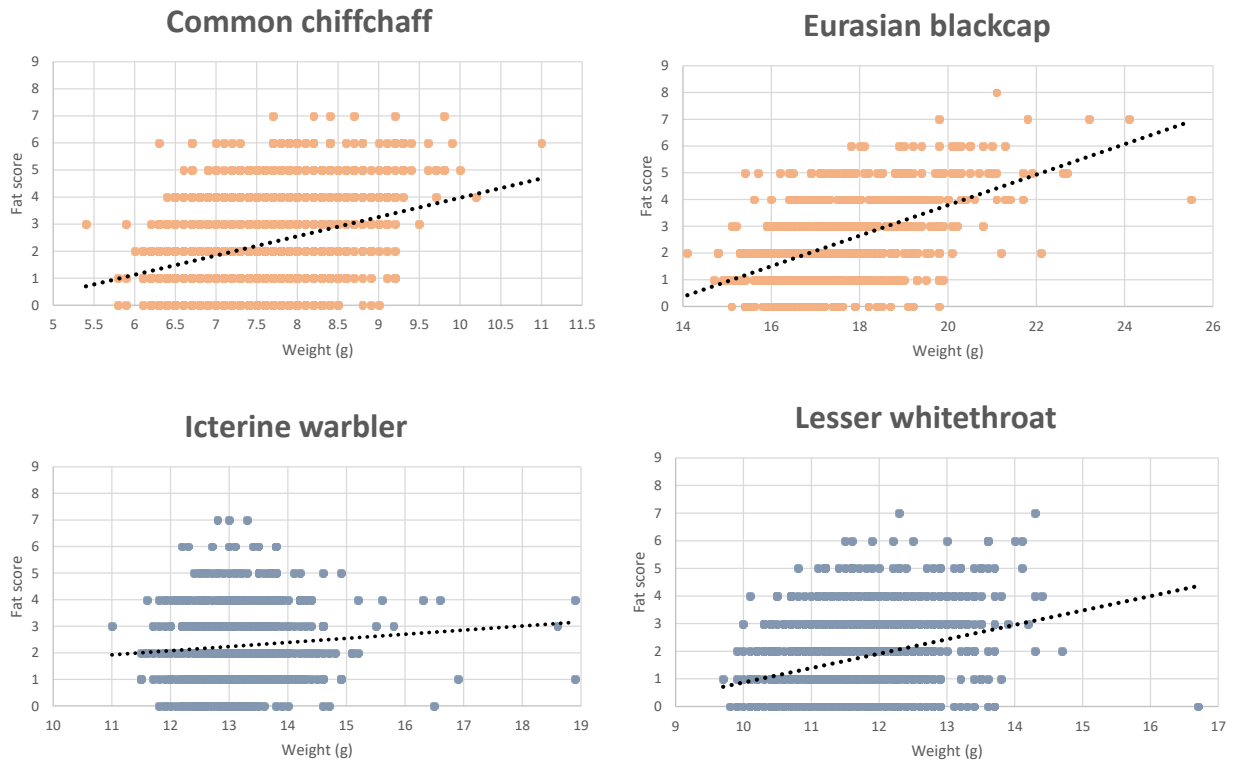 Common chiffchaff
9
8
7
6
5
4
3
2
1
0
Fat score
5 5.5 6 6.5 7 7.5 8 8.5 9 9.5 10 10.5 11 11.5
Weight (g)
Eurasian blackcap
9
8
7
6
5
4
3
2
1
0
Fat score
14 16 18 20 22 24 26
Weight (g)
Icterine warbler
9
8
7
6
5
4
3
2
1
0
Fat score
10 11 12 13 14 15 16 17 18 19
Weight (g)
Lesser whitethroat
9
8
7
6
5
4
3
2
1
0
Fat score
9 10 11 12 13 14 15 16 17
Weight (g)